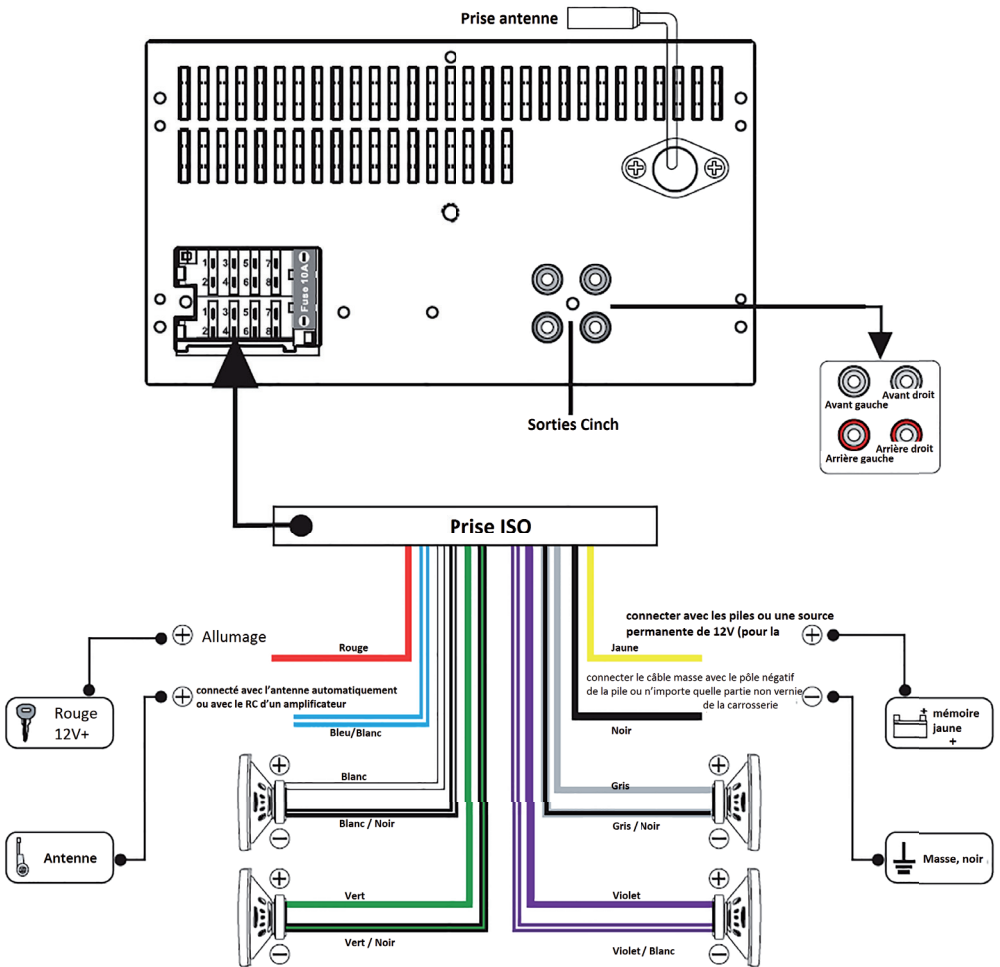 Prise antenne
1 3 5 7
2 4 6 8
1 3 5 7
2 4 6 8
Fuse 10A
Sorties Cinch
Avant gauche
Avant droit
Arrière gauche
Arrière droit
Prise ISO
Allumage
Rouge
Rouge
12V+
connecté avec l'antenne automatiquement
ou avec le RC d'un amplificateur
Bleu/Blanc
Antenne
Blanc
Blanc / Noir
Vert
Vert / Noir
connecter avec les piles ou une source
permanente de 12V (pour la
Jaune
connecter le câble masse avec le pôle négatif
de la pile ou n'importe quelle partie non vernie
de la carrosserie
Noir
mémoire
jaune
+
Gris
Gris / Noir
Masse, noir
Violet
Violet / Blanc